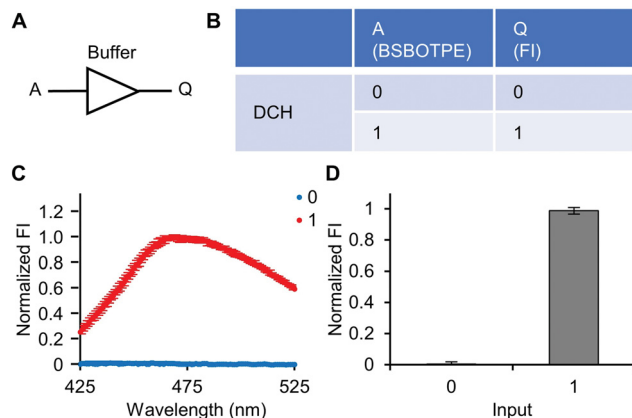 A
Buffer
A
Q
B
A
(BSBOTPE)
Q
(FI)
DCH
0
0
1
1
C
Normalized FI
1.2
1.0
0.8
0.6
0.4
0.2
0
425
475
525
Wavelength (nm)
0
1
D
Normalized FI
1
0.8
0.6
0.4
0.2
0
0
1
Input